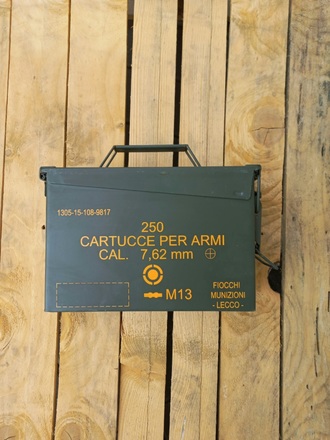 1305-15-108-9817
250
CARTUCCE PER ARMI
CAL. 7,62 mm
M13
FIOCCHI
MUNIZIONI
- LECCO -